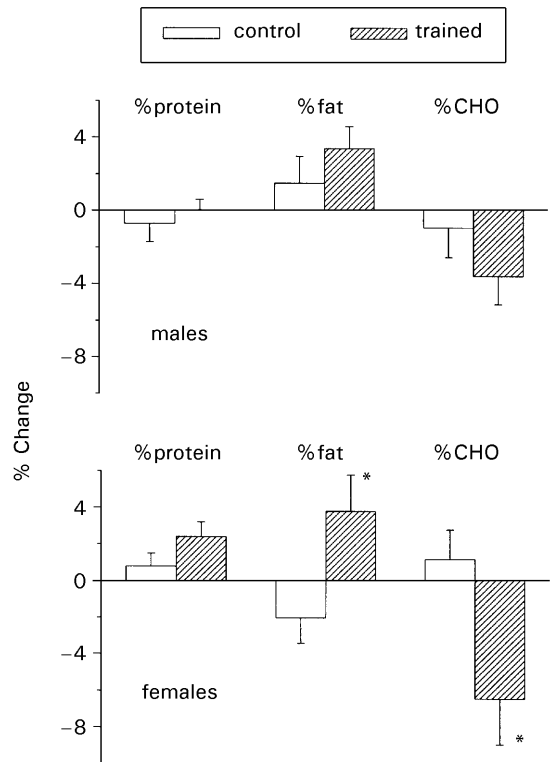 control trained
%protein %fat %CHO
4
0
−4
−8
males
% Change
%protein %fat %CHO
4
*
0
−4
−8
females
*